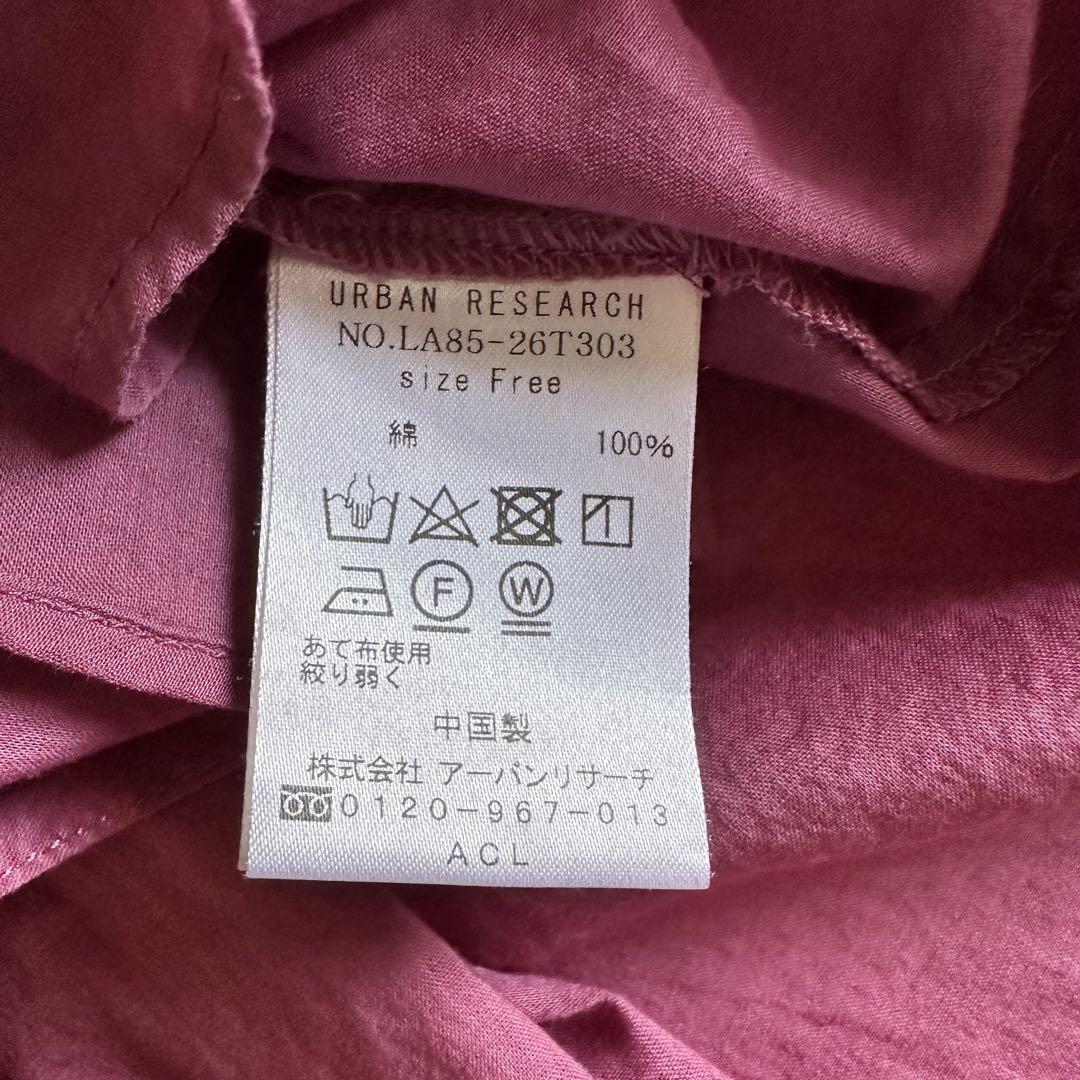 URBAN RESEARCH
NO.LA85-26T303
size Free
綿 100%
F W
あて布使用
絞り弱く
中国製
株式会社 アーバンリサーチ
0120-967-013
ACL